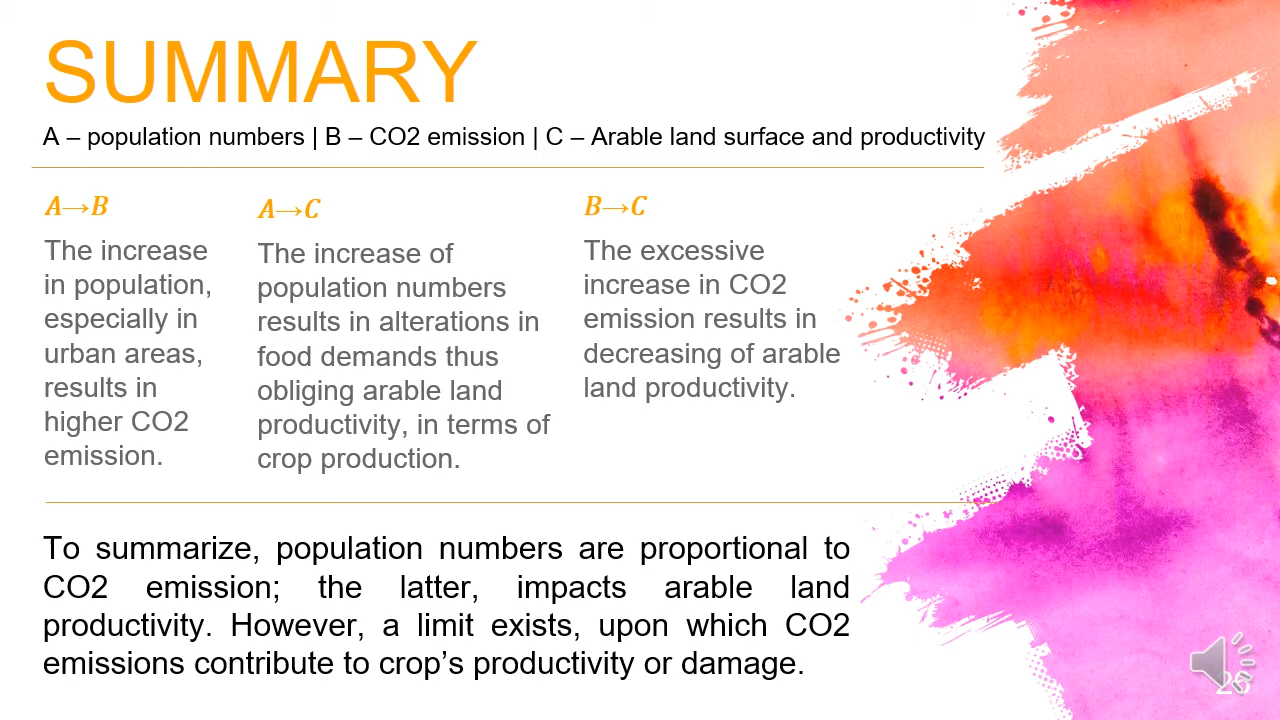 SUMMARY
A – population numbers | B – CO2 emission | C – Arable land surface and productivity
A→B
The increase
in population,
especially in
urban areas,
results in
higher CO2
emission.
A→C
The increase of
population numbers
results in alterations in
food demands thus
obliging arable land
productivity, in terms of
crop production.
B→C
The excessive
increase in CO2
emission results in
decreasing of arable
land productivity.
To summarize, population numbers are proportional to
CO2 emission; the latter, impacts arable land
productivity. However, a limit exists, upon which CO2
emissions contribute to crop’s productivity or damage.